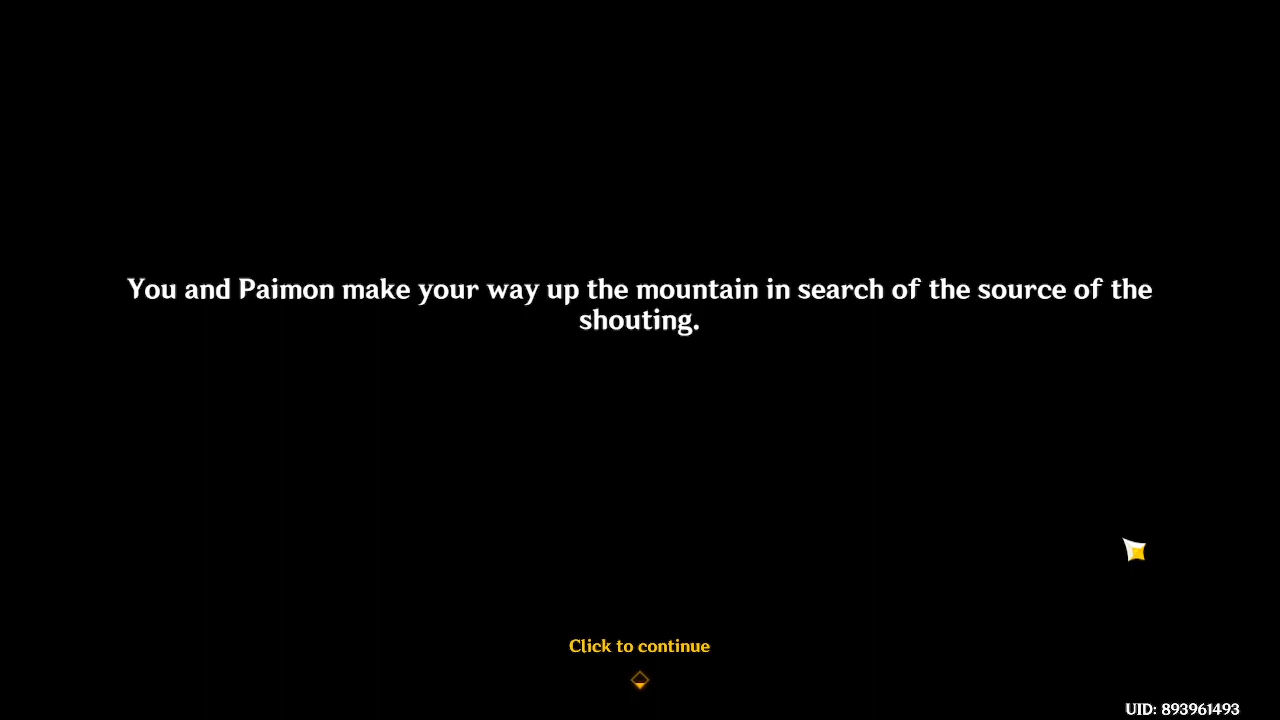 You and Paimon make your way up the mountain in search of the source of the
shouting.
Click to continue
UID: 893961493